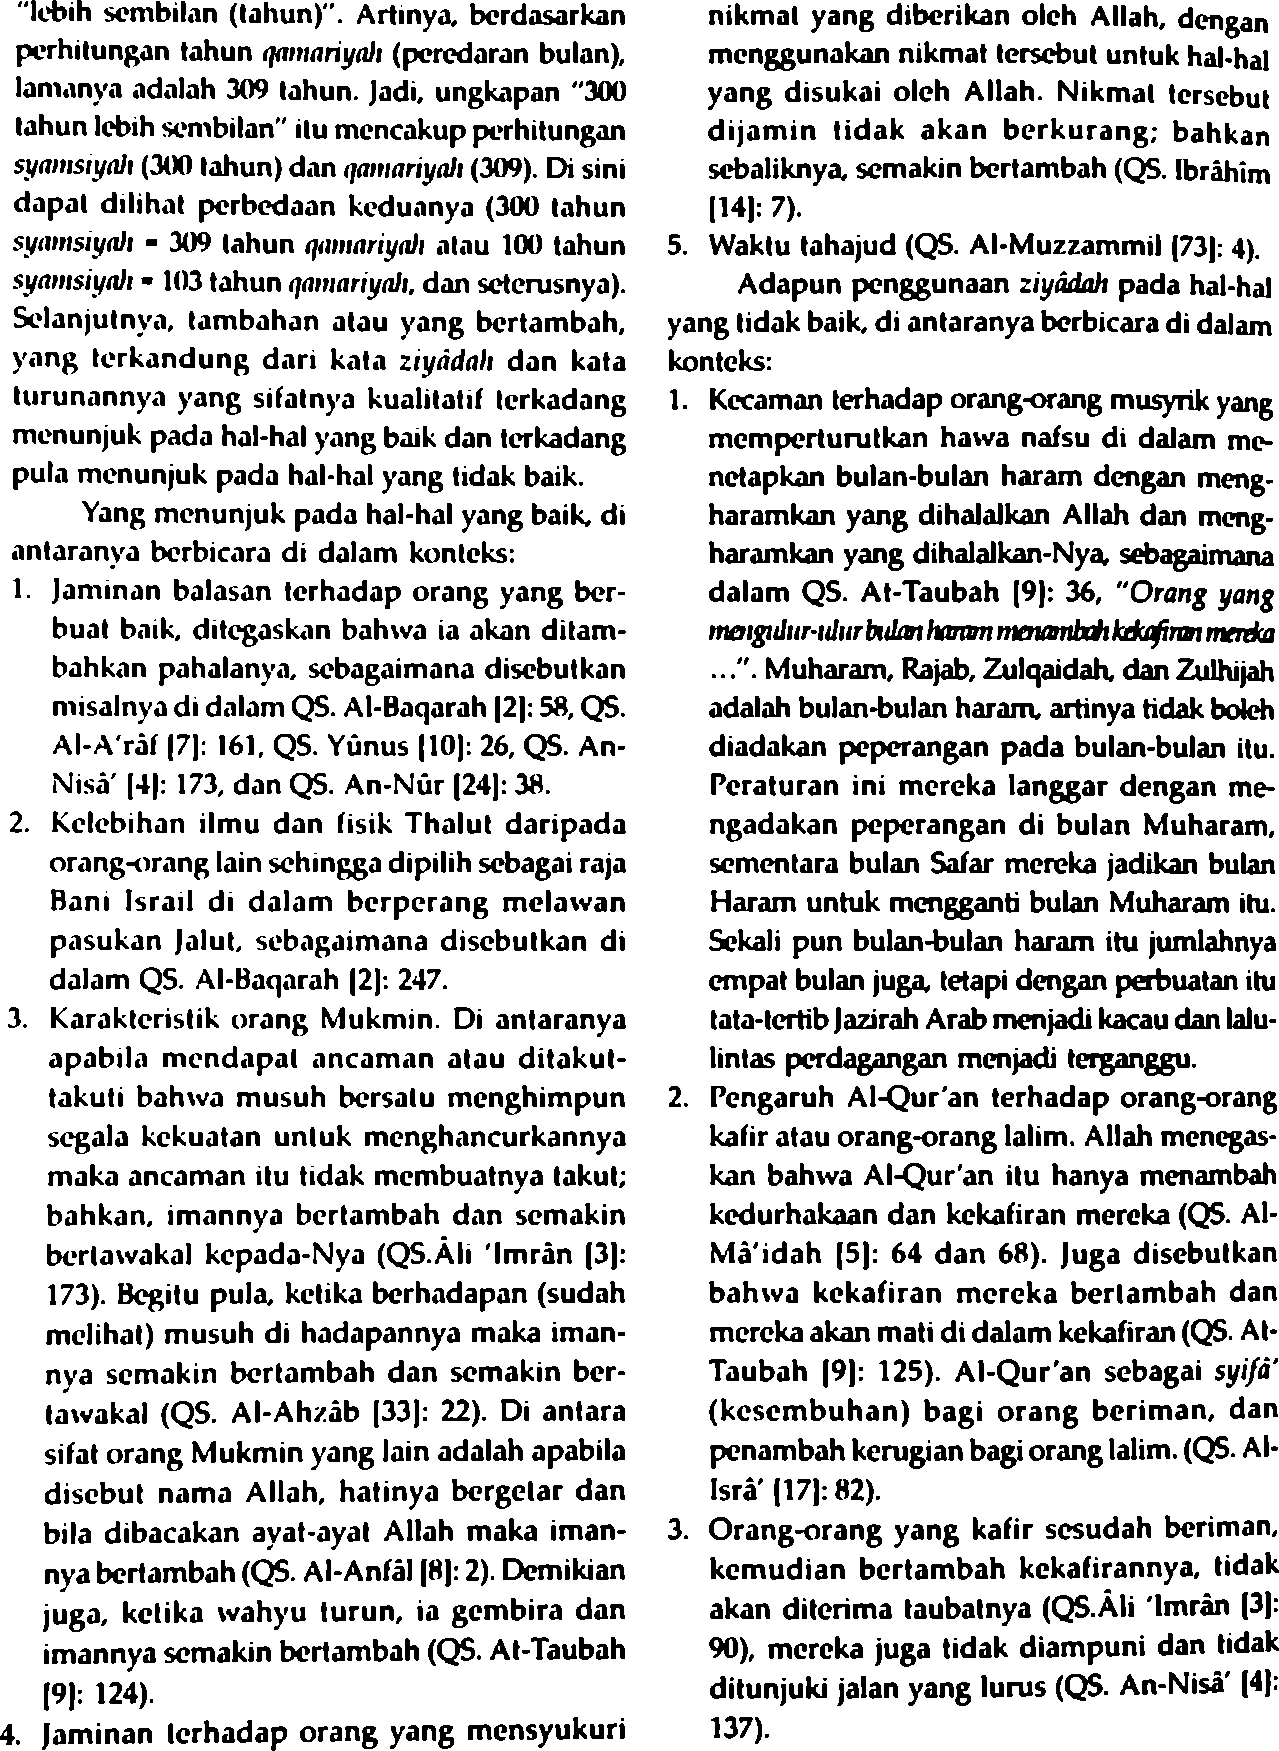 "lebih sembilan (tahun)". Artinya, berdasarkan
perhitungan tahun qamariyah (peredaran bulan),
lamanya adalah 309 tahun. Jadi, ungkapan "300
tahun lebih sembilan" itu mencakup perhitungan
syamsiyah (300 tahun) dan qamariyah (309). Di sini
dapat dilihat perbedaan keduanya (300 tahun
syamsiyah = 309 tahun qamariyah atau 100 tahun
syamsiyah = 103 tahun qamariyah, dan seterusnya).
Selanjutnya, tambahan atau yang bertambah,
yang terkandung dari kata ziyâdah dan kata
turunannya yang sifatnya kualitatif terkadang
menunjuk pada hal-hal yang baik dan terkadang
pula menunjuk pada hal-hal yang tidak baik.
Yang menunjuk pada hal-hal yang baik, di
antaranya berbicara di dalam konteks:
1. Jaminan balasan terhadap orang yang ber-
buat baik, ditegaskan bahwa ia akan ditam-
bahkan pahalanya, sebagaimana disebutkan
misalnya di dalam QS. Al-Baqarah [2]: 58, QS.
Al-A'râf [7]: 161, QS. Yûnus [10]: 26, QS. An-
Nisâ' [4]: 173, dan QS. An-Nûr [24]: 38.
2. Kelebihan ilmu dan fisik Thalut daripada
orang-orang lain sehingga dipilih sebagai raja
Bani Israil di dalam berperang melawan
pasukan Jalut, sebagaimana disebutkan di
dalam QS. Al-Baqarah [2]: 247.
3. Karakteristik orang Mukmin. Di antaranya
apabila mendapat ancaman atau ditakut-
takuti bahwa musuh bersatu menghimpun
segala kekuatan untuk menghancurkannya
maka ancaman itu tidak membuatnya takut;
bahkan, imannya bertambah dan semakin
bertawakal kepada-Nya (QS.Âli 'Imrân [3]:
173). Begitu pula, ketika berhadapan (sudah
melihat) musuh di hadapannya maka iman-
nya semakin bertambah dan semakin ber-
tawakal (QS. Al-Ahzâb [33]: 22). Di antara
sifat orang Mukmin yang lain adalah apabila
disebut nama Allah, hatinya bergetar dan
bila dibacakan ayat-ayat Allah maka iman-
nya bertambah (QS. Al-Anfâl [8]: 2). Demikian
juga, ketika wahyu turun, ia gembira dan
imannya semakin bertambah (QS. At-Taubah
[9]: 124).
4. Jaminan terhadap orang yang mensyukuri
nikmat yang diberikan oleh Allah, dengan
menggunakan nikmat tersebut untuk hal-hal
yang disukai oleh Allah. Nikmat tersebut
dijamin tidak akan berkurang; bahkan
sebaliknya, semakin bertambah (QS. Ibrâhîm
[14]: 7).
5. Waktu tahajud (QS. Al-Muzzammil [73]: 4).
Adapun penggunaan ziyâdah pada hal-hal
yang tidak baik, di antaranya berbicara di dalam
konteks:
1. Kecaman terhadap orang-orang musyrik yang
memperturutkan hawa nafsu di dalam me-
netapkan bulan-bulan haram dengan meng-
haramkan yang dihalalkan Allah dan meng-
haramkan yang dihalalkan-Nya, sebagaimana
dalam QS. At-Taubah [9]: 36, "Orang yang
mengulur-ulur bulan haram menambah kekafiran mereka
...". Muharam, Rajab, Zulqaidah, dan Zulhijah
adalah bulan-bulan haram, artinya tidak boleh
diadakan peperangan pada bulan-bulan itu.
Peraturan ini mereka langgar dengan me-
ngadakan peperangan di bulan Muharam,
sementara bulan Safar mereka jadikan bulan
Haram untuk mengganti bulan Muharam itu.
Sekali pun bulan-bulan haram itu jumlahnya
empat bulan juga, tetapi dengan perbuatan itu
tata-tertib Jazirah Arab menjadi kacau dan lalu-
lintas perdagangan menjadi terganggu.
2. Pengaruh Al-Qur'an terhadap orang-orang
kafir atau orang-orang lalim. Allah menegas-
kan bahwa Al-Qur'an itu hanya menambah
kedurhakaan dan kekafiran mereka (QS. Al-
Mâ'idah [5]: 64 dan 68). Juga disebutkan
bahwa kekafiran mereka bertambah dan
mereka akan mati di dalam kekafiran (QS. At-
Taubah [9]: 125). Al-Qur'an sebagai syifâ'
(kesembuhan) bagi orang beriman, dan
penambah kerugian bagi orang lalim. (QS. Al-
Isrâ' [17]: 82).
3. Orang-orang yang kafir sesudah beriman,
kemudian bertambah kekafirannya, tidak
akan diterima taubatnya (QS.Âli 'Imrân [3]:
90), mereka juga tidak diampuni dan tidak
ditunjuki jalan yang lurus (QS. An-Nisâ' [4]:
137).